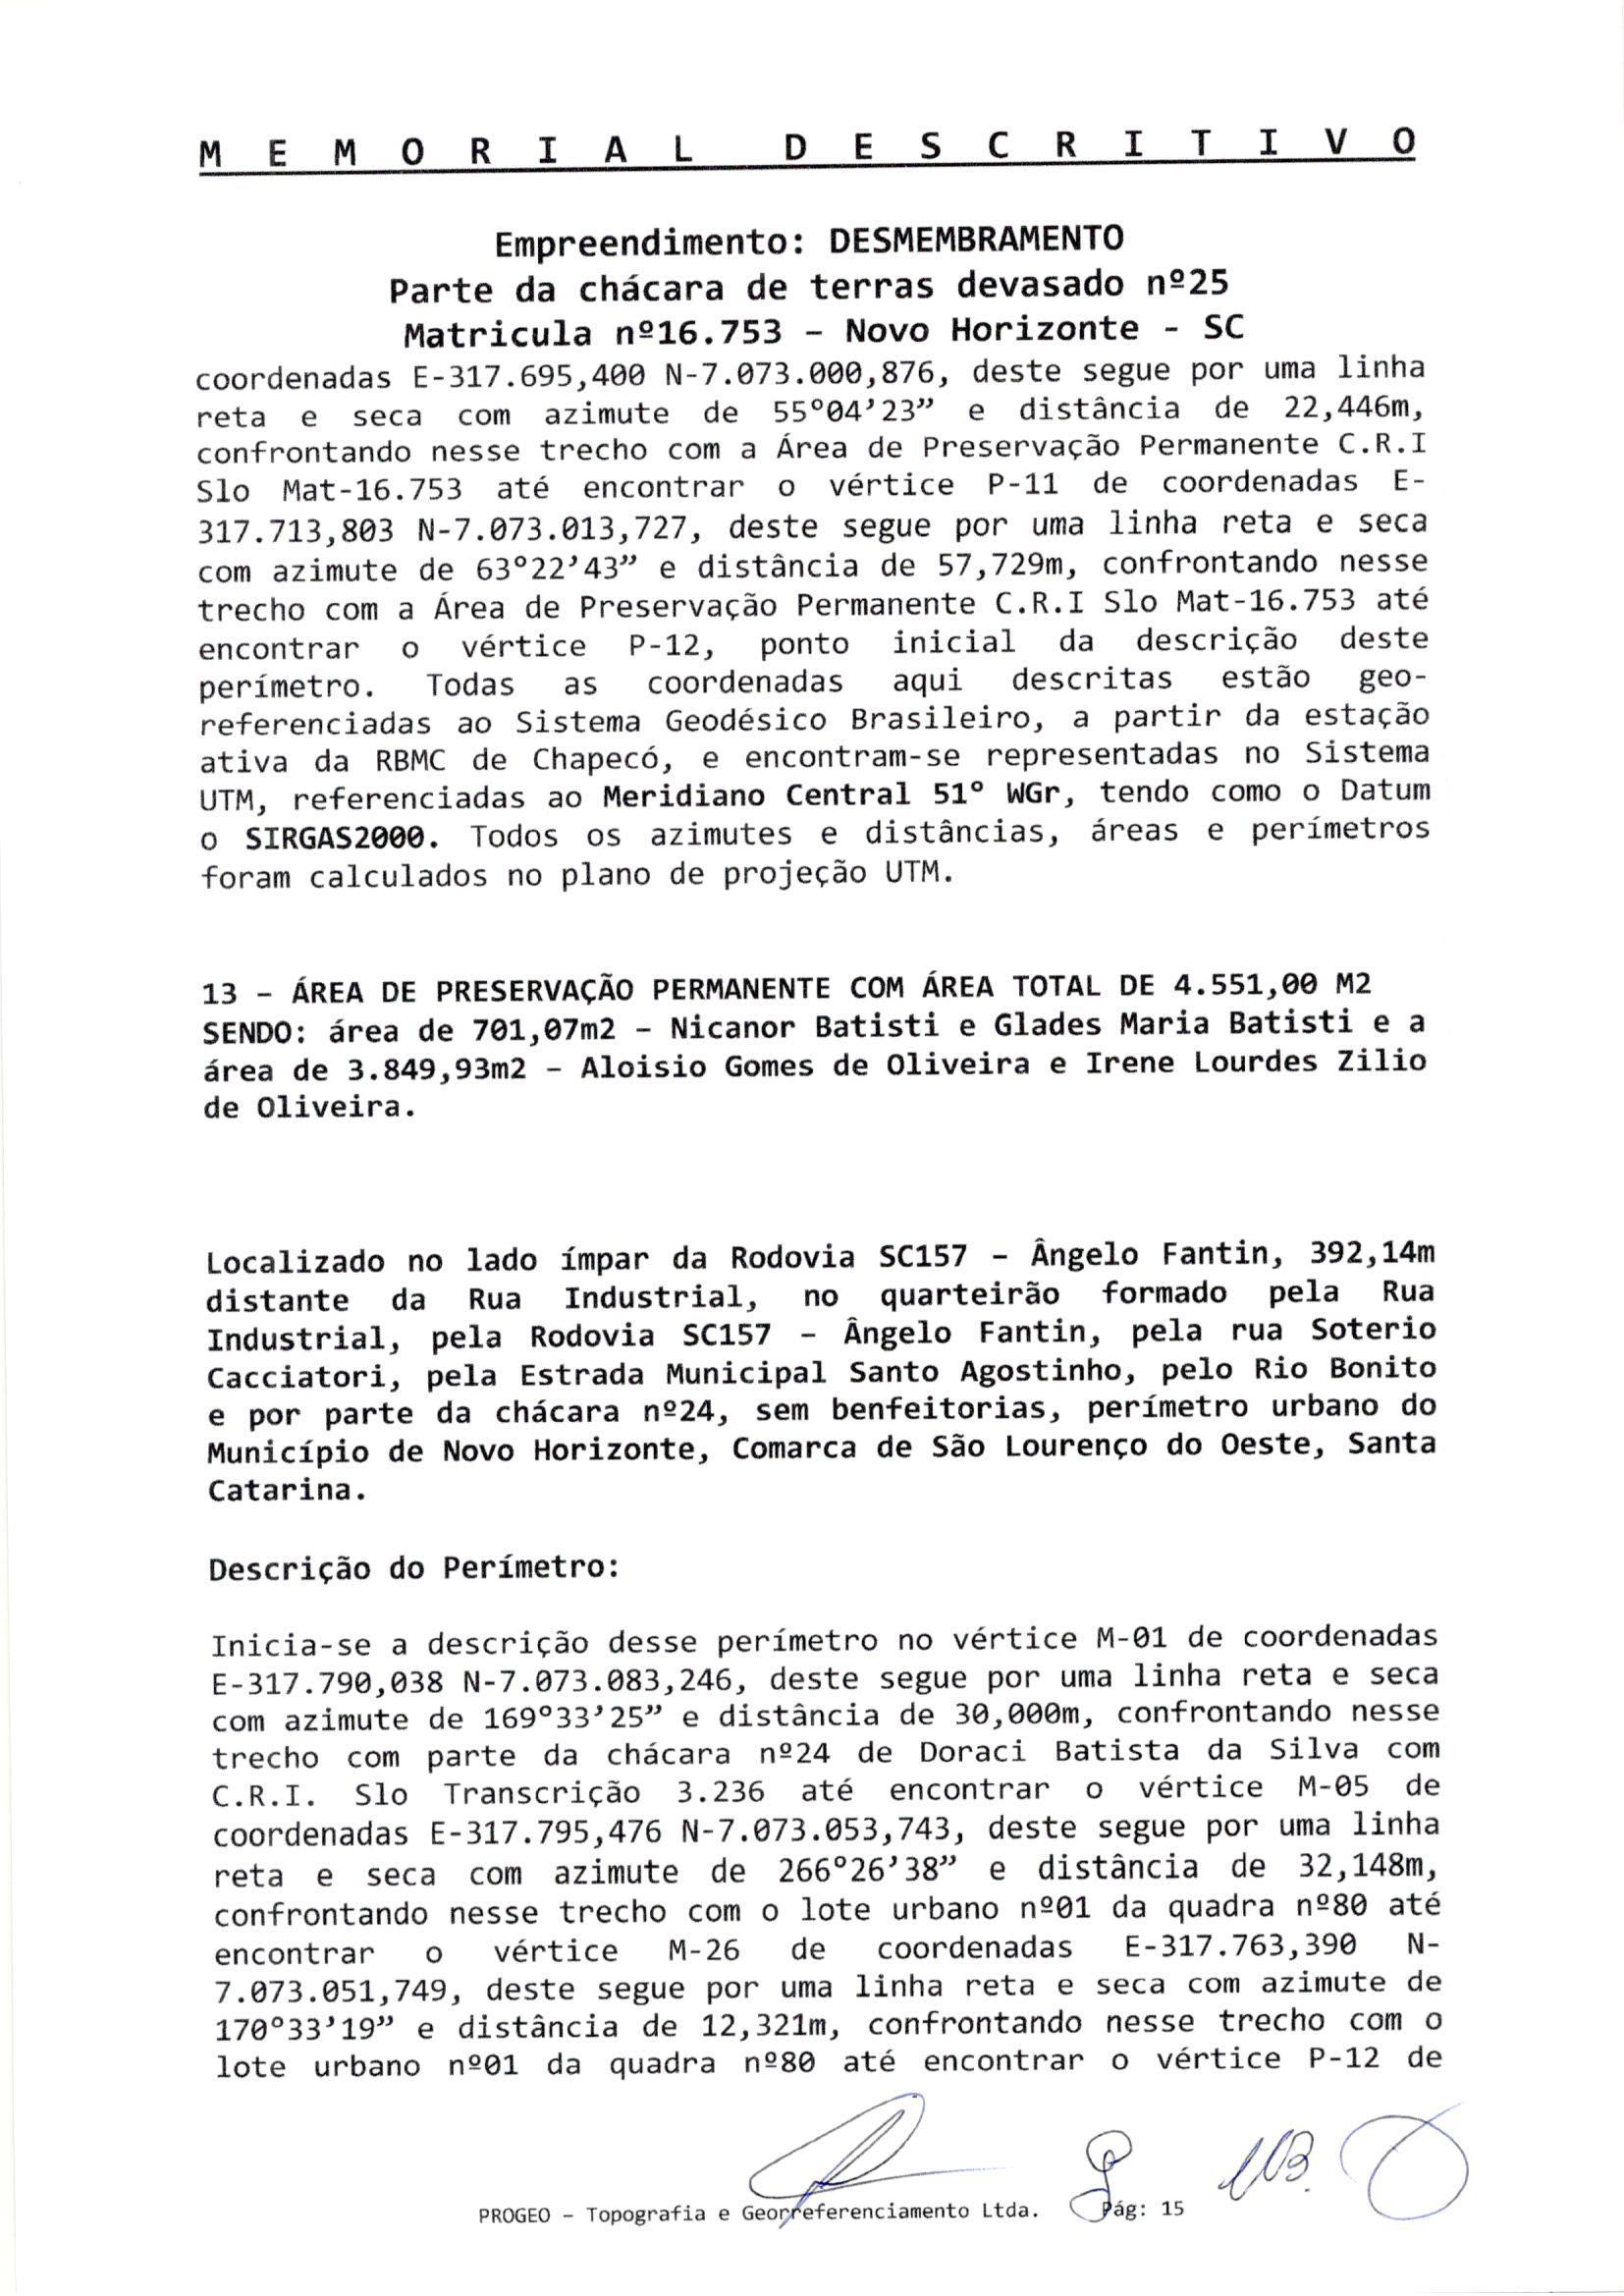 M E M O R I A L   D E S C R I T I V O
Empreendimento: DESMEMBRAMENTO
Parte da chácara de terras devasado nº25
Matricula nº16.753 – Novo Horizonte - SC
coordenadas E-317.695,400 N-7.073.000,876, deste segue por uma linha
reta e seca com azimute de 55°04’23” e distância de 22,446m,
confrontando nesse trecho com a Área de Preservação Permanente C.R.I
Slo Mat-16.753 até encontrar o vértice P-11 de coordenadas E-
317.713,803 N-7.073.013,727, deste segue por uma linha reta e seca
com azimute de 63°22’43” e distância de 57,729m, confrontando nesse
trecho com a Área de Preservação Permanente C.R.I Slo Mat-16.753 até
encontrar o vértice P-12, ponto inicial da descrição deste
perímetro. Todas as coordenadas aqui descritas estão geo-
referenciadas ao Sistema Geodésico Brasileiro, a partir da estação
ativa da RBMC de Chapecó, e encontram-se representadas no Sistema
UTM, referenciadas ao Meridiano Central 51° WGr, tendo como o Datum
o SIRGAS2000. Todos os azimutes e distâncias, áreas e perímetros
foram calculados no plano de projeção UTM.
13 – ÁREA DE PRESERVAÇÃO PERMANENTE COM ÁREA TOTAL DE 4.551,00 M2
SENDO: área de 701,07m2 – Nicanor Batisti e Glades Maria Batisti e a
área de 3.849,93m2 – Aloisio Gomes de Oliveira e Irene Lourdes Zilio
de Oliveira.
Localizado no lado ímpar da Rodovia SC157 – Ângelo Fantin, 392,14m
distante da Rua Industrial, no quarteirão formado pela Rua
Industrial, pela Rodovia SC157 – Ângelo Fantin, pela rua Soterio
Cacciatori, pela Estrada Municipal Santo Agostinho, pelo Rio Bonito
e por parte da chácara nº24, sem benfeitorias, perímetro urbano do
Município de Novo Horizonte, Comarca de São Lourenço do Oeste, Santa
Catarina.
Descrição do Perímetro:
Inicia-se a descrição desse perímetro no vértice M-01 de coordenadas
E-317.790,038 N-7.073.083,246, deste segue por uma linha reta e seca
com azimute de 169°33’25” e distância de 30,000m, confrontando nesse
trecho com parte da chácara nº24 de Doraci Batista da Silva com
C.R.I. Slo Transcrição 3.236 até encontrar o vértice M-05 de
coordenadas E-317.795,476 N-7.073.053,743, deste segue por uma linha
reta e seca com azimute de 266°26’38” e distância de 32,148m,
confrontando nesse trecho com o lote urbano nº01 da quadra nº80 até
encontrar o vértice M-26 de coordenadas E-317.763,390 N-
7.073.051,749, deste segue por uma linha reta e seca com azimute de
170°33’19” e distância de 12,321m, confrontando nesse trecho com o
lote urbano nº01 da quadra nº80 até encontrar o vértice P-12 de
PROGEO – Topografia e Georreferenciamento Ltda. Pág: 15